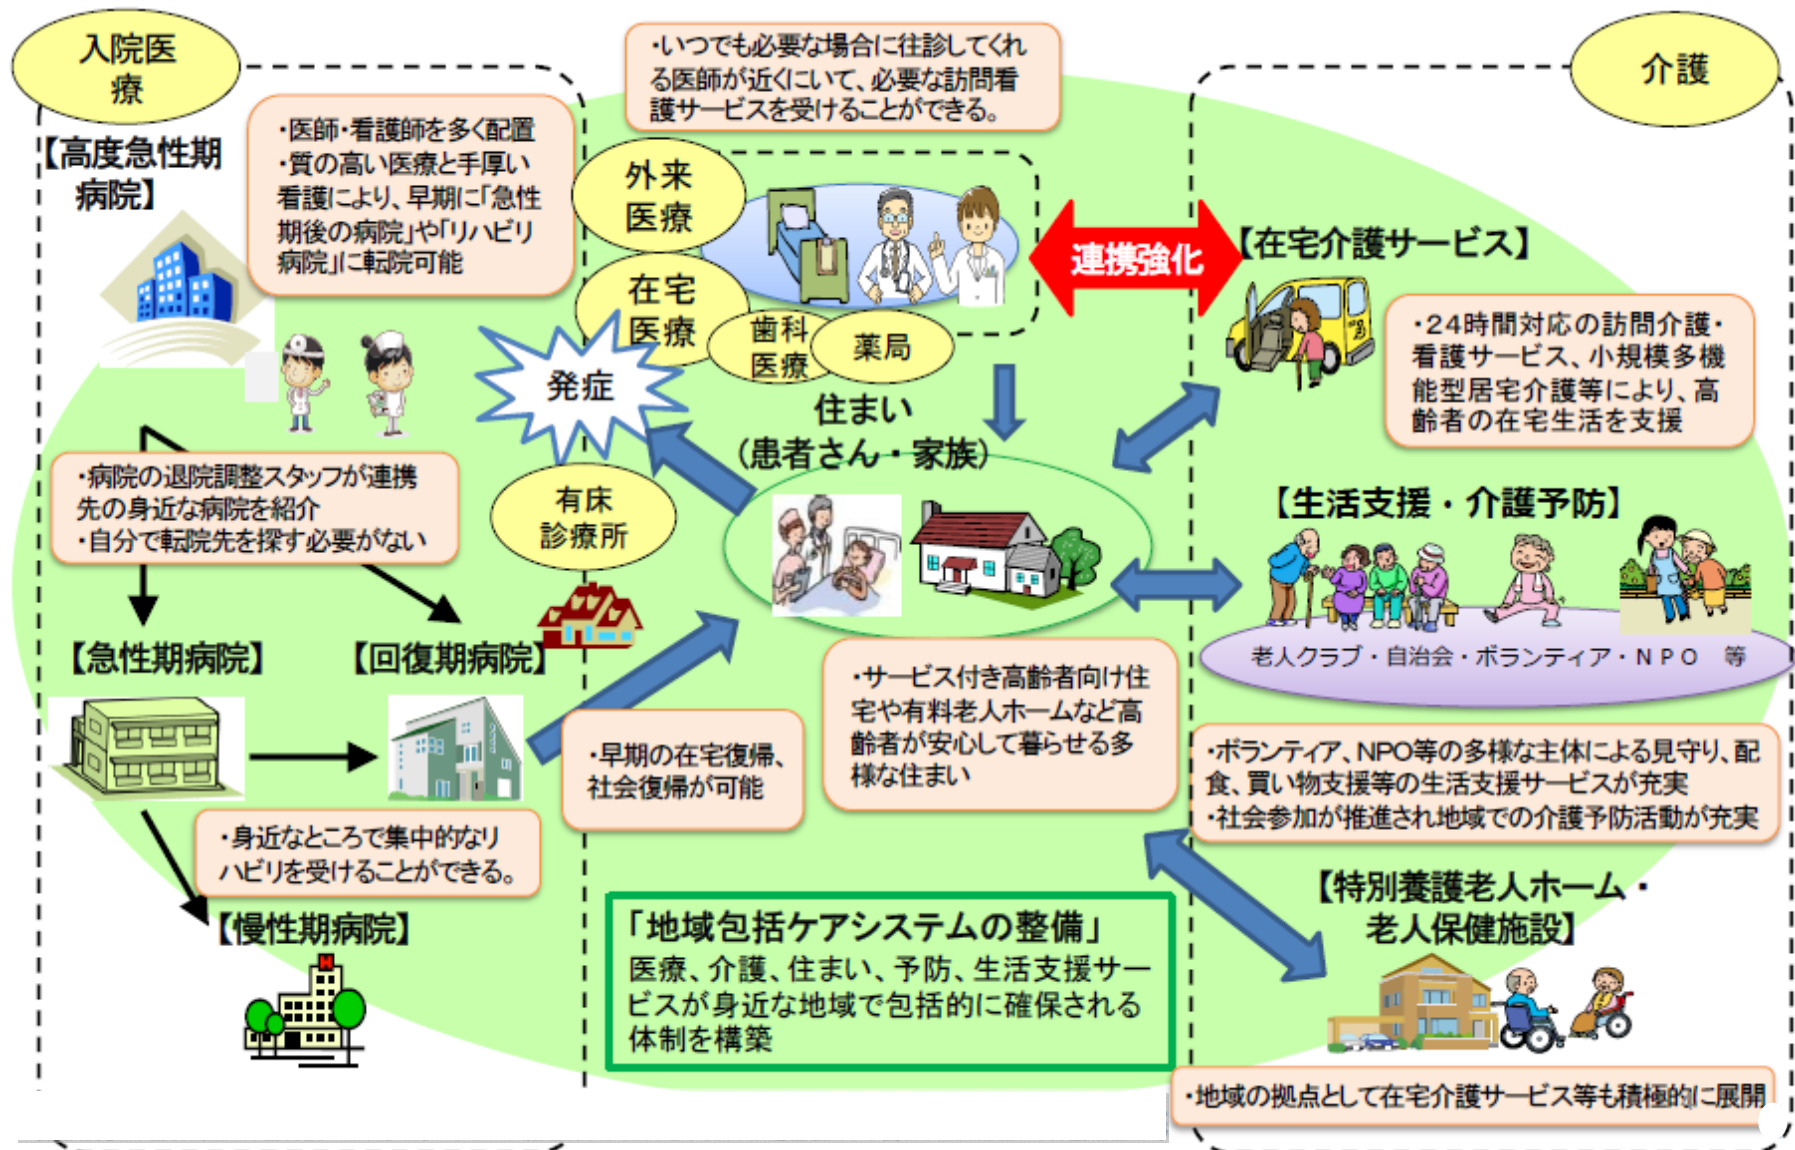 入院医
療
【高度急性期
病院】
・医師・看護師を多く配置
・質の高い医療と手厚い
看護により、早期に「急性
期後の病院」や「リハビリ
病院」に転院可能
・病院の退院調整スタッフが連携
先の身近な病院を紹介
・自分で転院先を探す必要がない
【急性期病院】
【回復期病院】
・身近なところで集中的なリ
ハビリを受けることができる。
【慢性期病院】
・いつでも必要な場合に往診してくれ
る医師が近くにいて、必要な訪問看
護サービスを受けることができる。
外来
医療
在宅
医療
歯科
医療
薬局
発症
有床
診療所
住まい
(患者さん・家族)
・早期の在宅復帰、
社会復帰が可能
・サービス付き高齢者向け住
宅や有料老人ホームなど高
齢者が安心して暮らせる多
様な住まい
「地域包括ケアシステムの整備」
医療、介護、住まい、予防、生活支援サー
ビスが身近な地域で包括的に確保される
体制を構築
連携強化
介護
【在宅介護サービス】
・24時間対応の訪問介護・
看護サービス、小規模多機
能型居宅介護等により、高
齢者の在宅生活を支援
【生活支援・介護予防】
老人クラブ・自治会・ボランティア・NPO 等
・ボランティア、NPO等の多様な主体による見守り、配
食、買い物支援等の生活支援サービスが充実
・社会参加が推進され地域での介護予防活動が充実
【特別養護老人ホーム・
老人保健施設】
・地域の拠点として在宅介護サービス等も積極的に展開